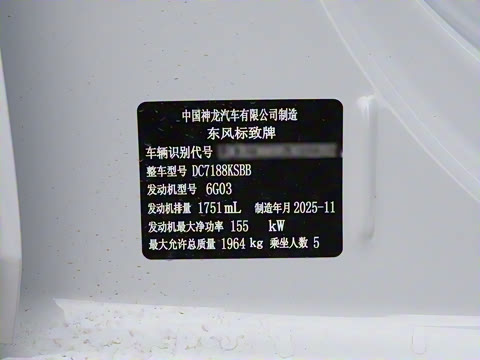 中国神龙汽车有限公司制造
东风标致牌
车辆识别代号
整车型号 DC7188KSBB
发动机型号 6G03
发动机排量 1751mL 制造年月 2025-11
发动机最大净功率 155 kW
最大允许总质量 1964 kg 乘坐人数 5